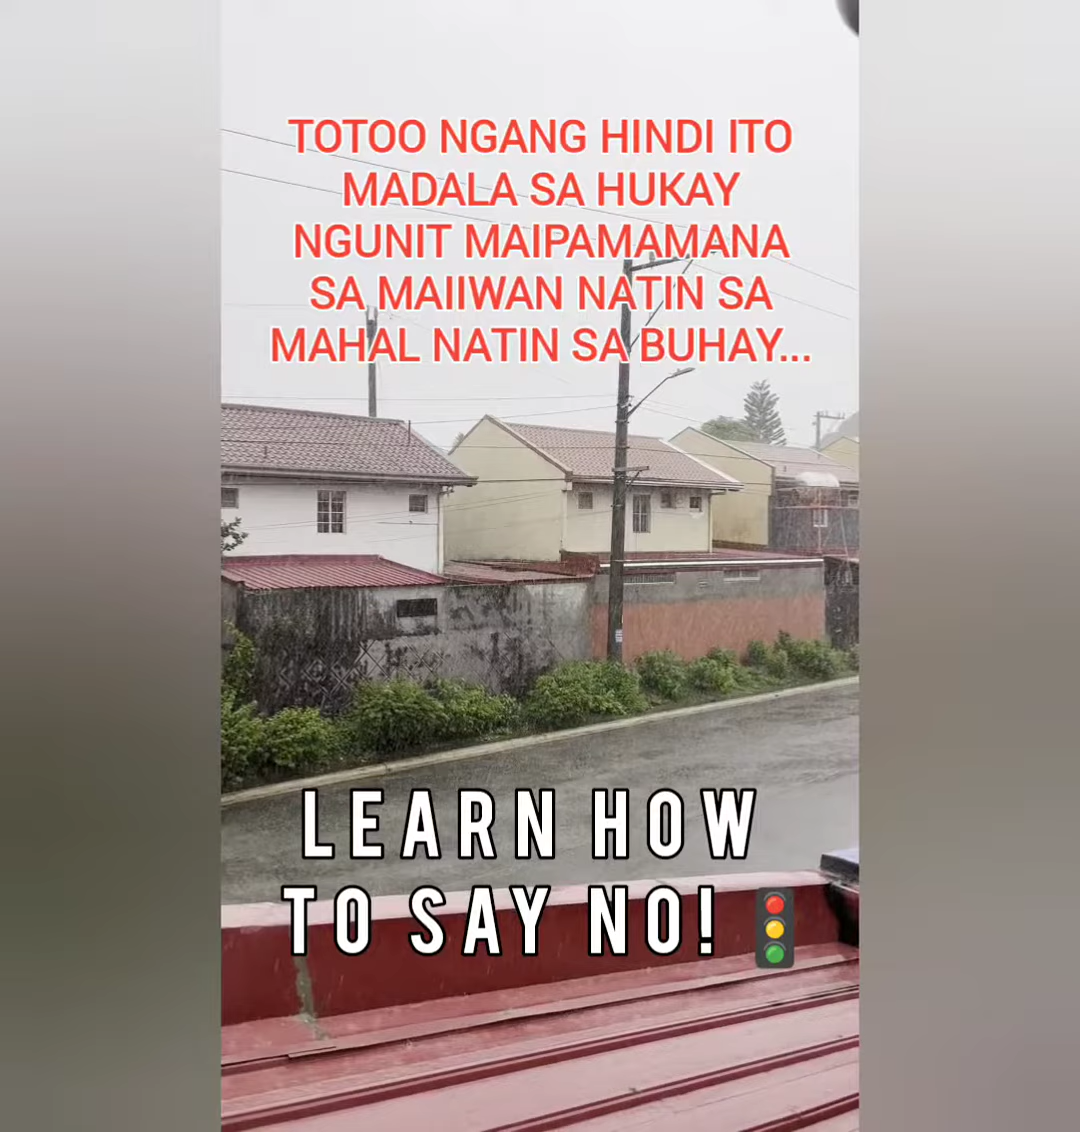 TOTOO NGANG HINDI ITO
MADALA SA HUKAY
NGUNIT MAIPAMAMANA
SA MAIIWAN NATIN SA
MAHAL NATIN SA BUHAY...
LEARN HOW
TO SAY NO! 🚦